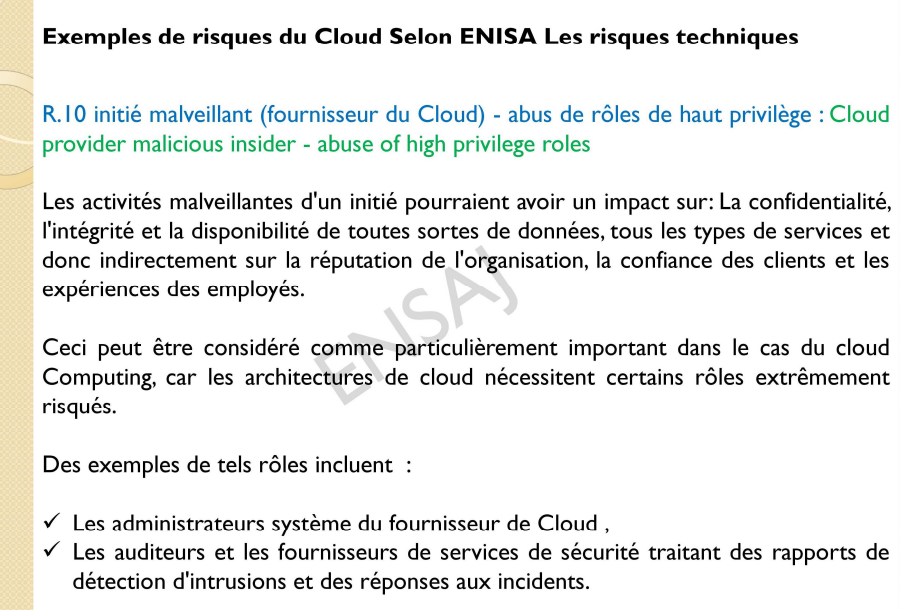 Exemples de risques du Cloud Selon ENISA Les risques techniques
R.10 initié malveillant (fournisseur du Cloud) - abus de rôles de haut privilège : Cloud
provider malicious insider - abuse of high privilege roles
Les activités malveillantes d'un initié pourraient avoir un impact sur: La confidentialité,
l'intégrité et la disponibilité de toutes sortes de données, tous les types de services et
donc indirectement sur la réputation de l'organisation, la confiance des clients et les
expériences des employés.
Ceci peut être considéré comme particulièrement important dans le cas du cloud
Computing, car les architectures de cloud nécessitent certains rôles extrêmement
risqués.
Des exemples de tels rôles incluent :
✓ Les administrateurs système du fournisseur de Cloud ,
✓ Les auditeurs et les fournisseurs de services de sécurité traitant des rapports de
détection d'intrusions et des réponses aux incidents.
ENSAJ